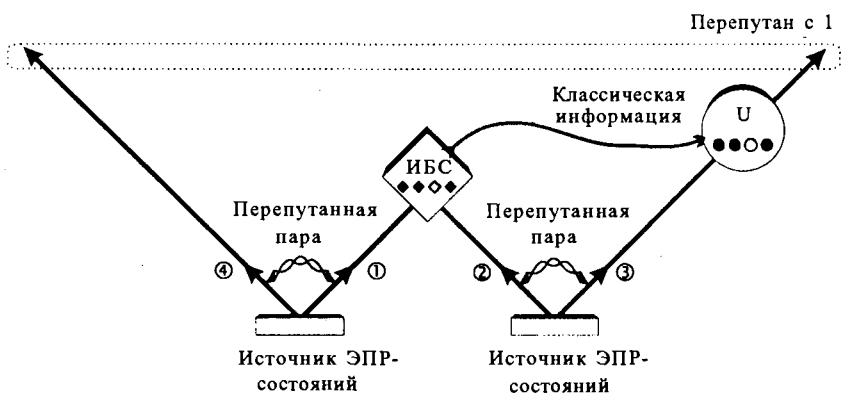 Перепутан с 1
Классическая
информация
U
ИБС
Перепутанная
пара
Перепутанная
пара
④
①
②
③
Источник ЭПР-
состояний
Источник ЭПР-
состояний